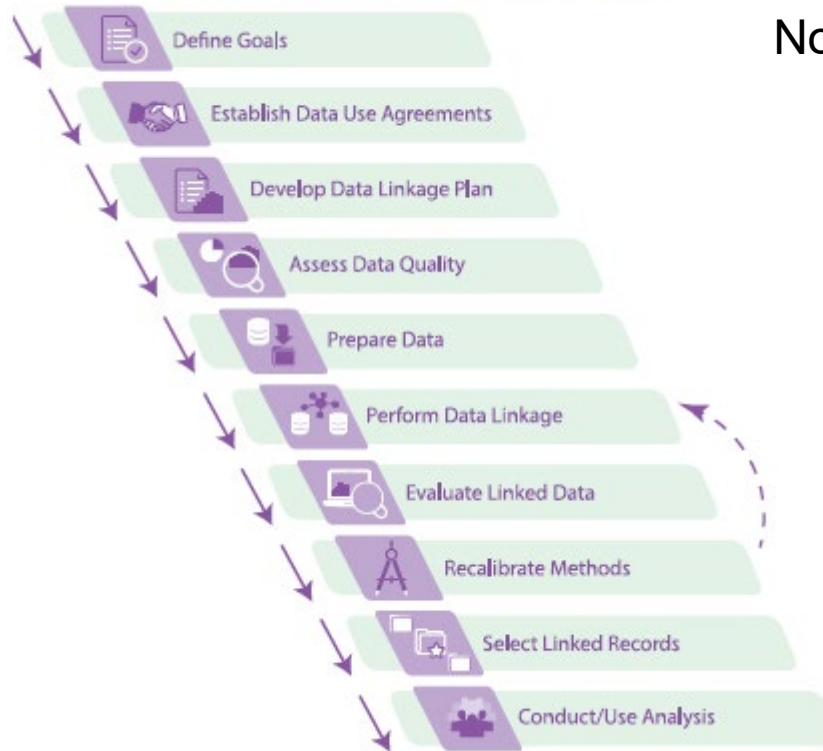 Define Goals
No
Establish Data Use Agreements
Develop Data Linkage Plan
Assess Data Quality
Prepare Data
Perform Data Linkage
Evaluate Linked Data
Recalibrate Methods
Select Linked Records
Conduct/Use Analysis